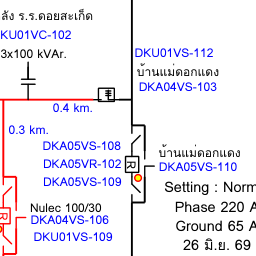 ลัง ร.ร.ดอยสะเก็ด
KU01VC-102
3x100 kVAr.
DKU01VS-112
บ้านแม่ดอกแดง
DKA04VS-103
0.4 km.
0.3 km.
DKA05VS-108
DKA05VR-102
DKA05VS-109
R
บ้านแม่ดอกแดง
DKA05VS-110
Setting : Norm
Phase 220 A
Ground 65 A
26 มิ.ย. 69
Nulec 100/30
DKA04VS-106
DKU01VS-109
R